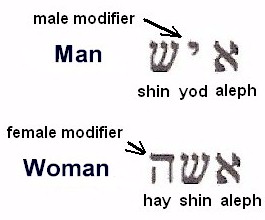 male modifier
Man איש
shin yod aleph
female modifier
Woman אשה
hay shin aleph